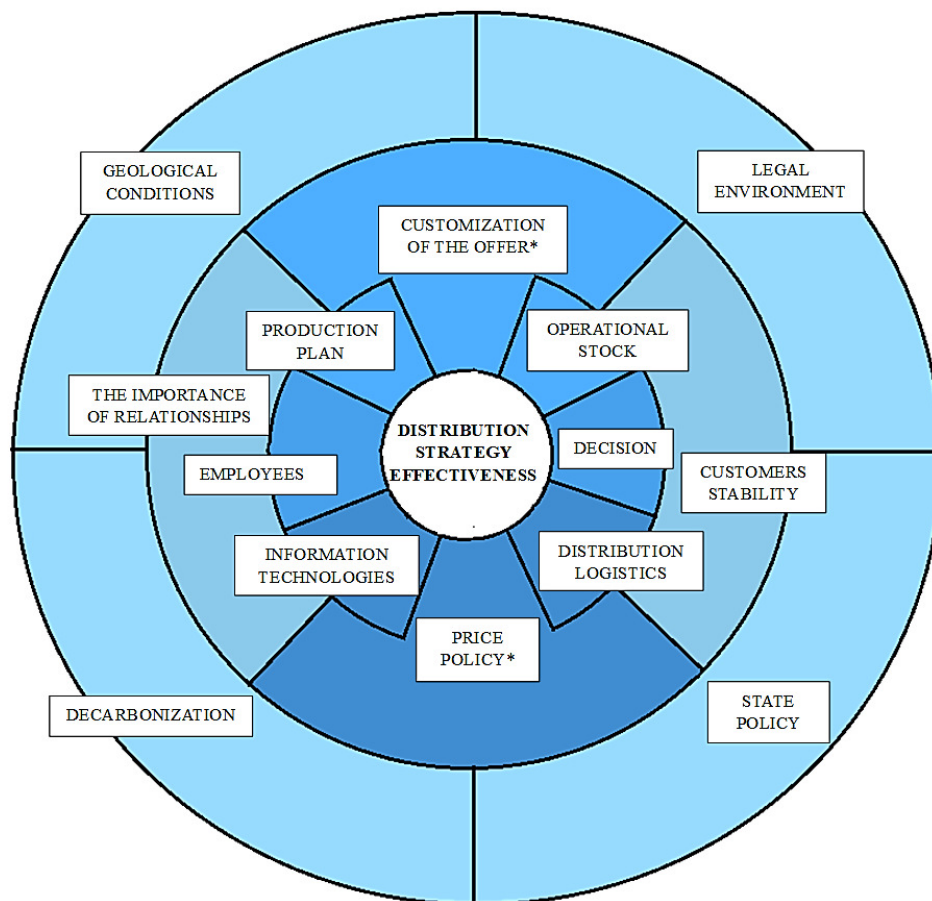 GEOLOGICAL
CONDITIONS
LEGAL
ENVIRONMENT
CUSTOMIZATION
OF THE OFFER*
PRODUCTION
PLAN
OPERATIONAL
STOCK
THE IMPORTANCE
OF RELATIONSHIPS
DISTRIBUTION
STRATEGY
EFFECTIVENESS
DECISION
EMPLOYEES
CUSTOMERS
STABILITY
INFORMATION
TECHNOLOGIES
DISTRIBUTION
LOGISTICS
PRICE
POLICY*
DECARBONIZATION
STATE
POLICY